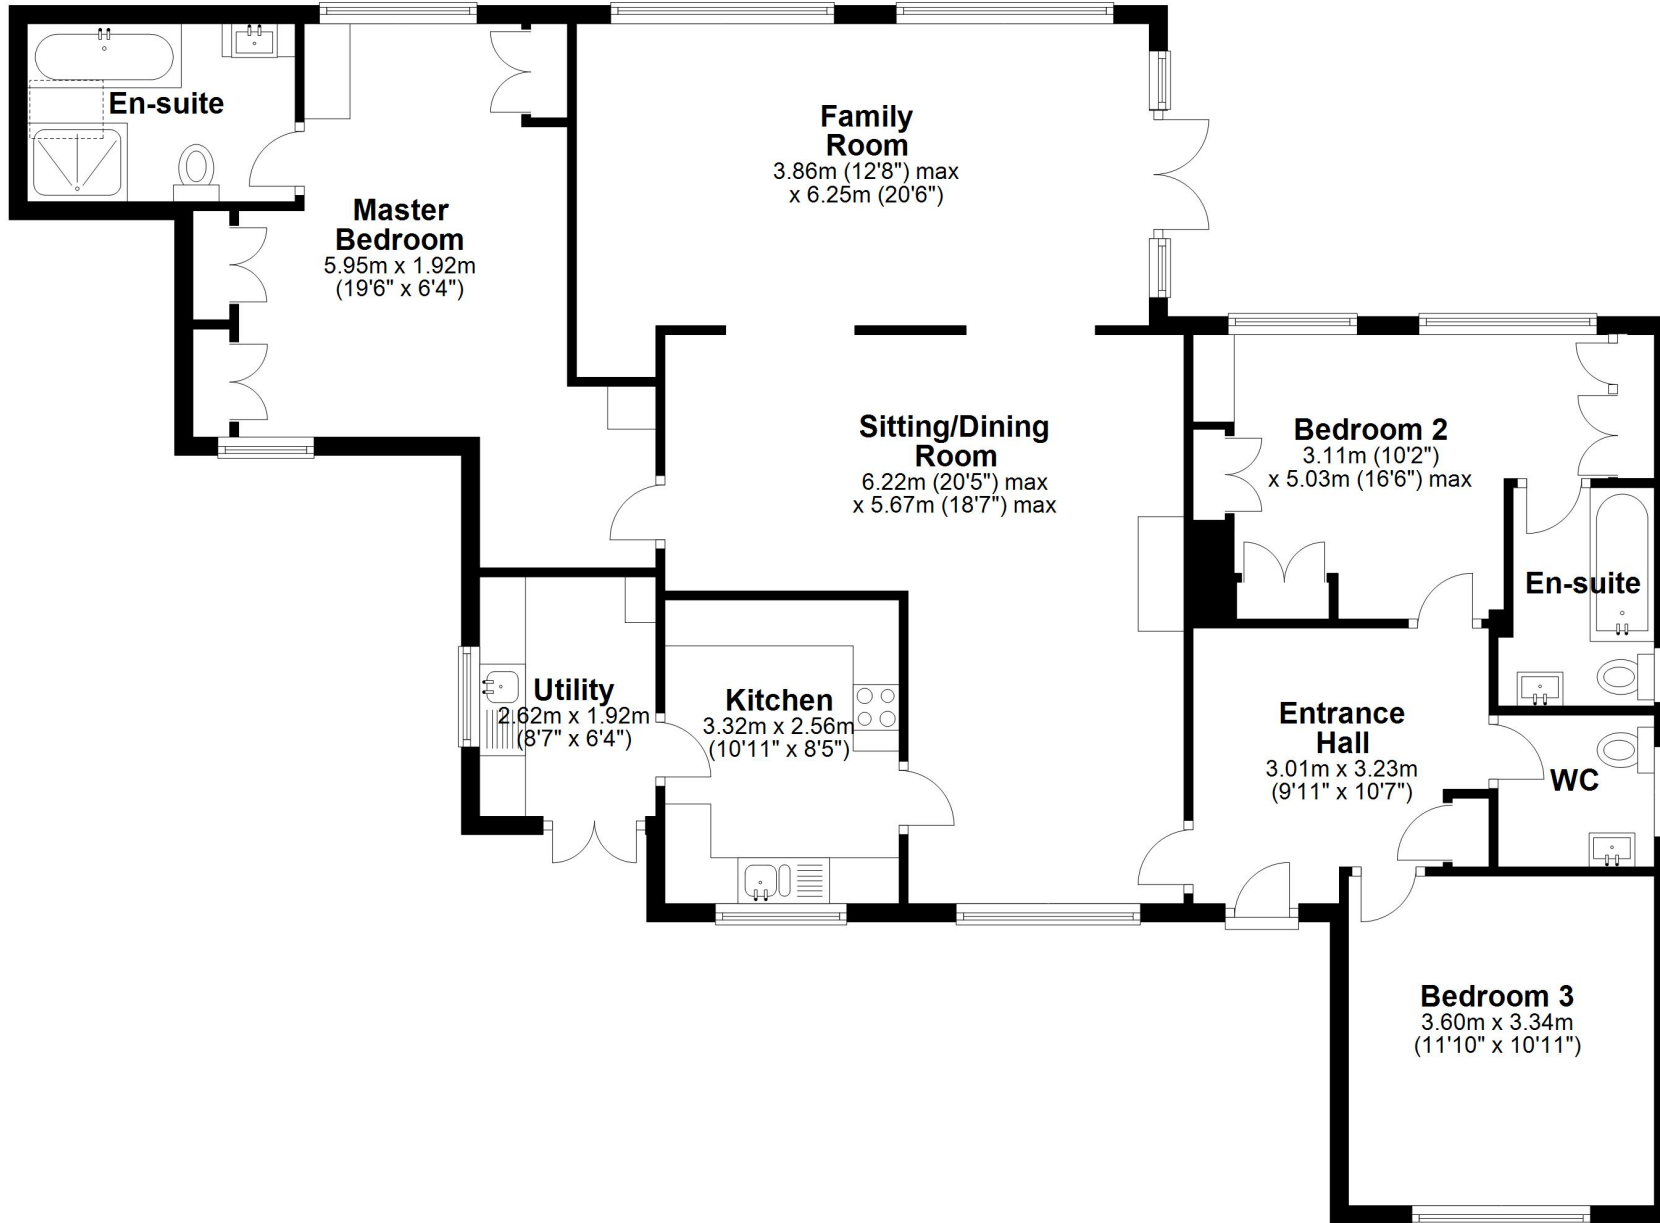 En-suite
Family
Room
3.86m (12'8") max
x 6.25m (20'6")
Master
Bedroom
5.95m x 1.92m
(19'6" x 6'4")
Sitting/Dining
Room
6.22m (20'5") max
x 5.67m (18'7") max
Bedroom 2
3.11m (10'2")
x 5.03m (16'6") max
En-suite
Utility
2.62m x 1.92m
(8'7" x 6'4")
Kitchen
3.32m x 2.56m
(10'11" x 8'5")
Entrance
Hall
3.01m x 3.23m
(9'11" x 10'7")
WC
Bedroom 3
3.60m x 3.34m
(11'10" x 10'11")